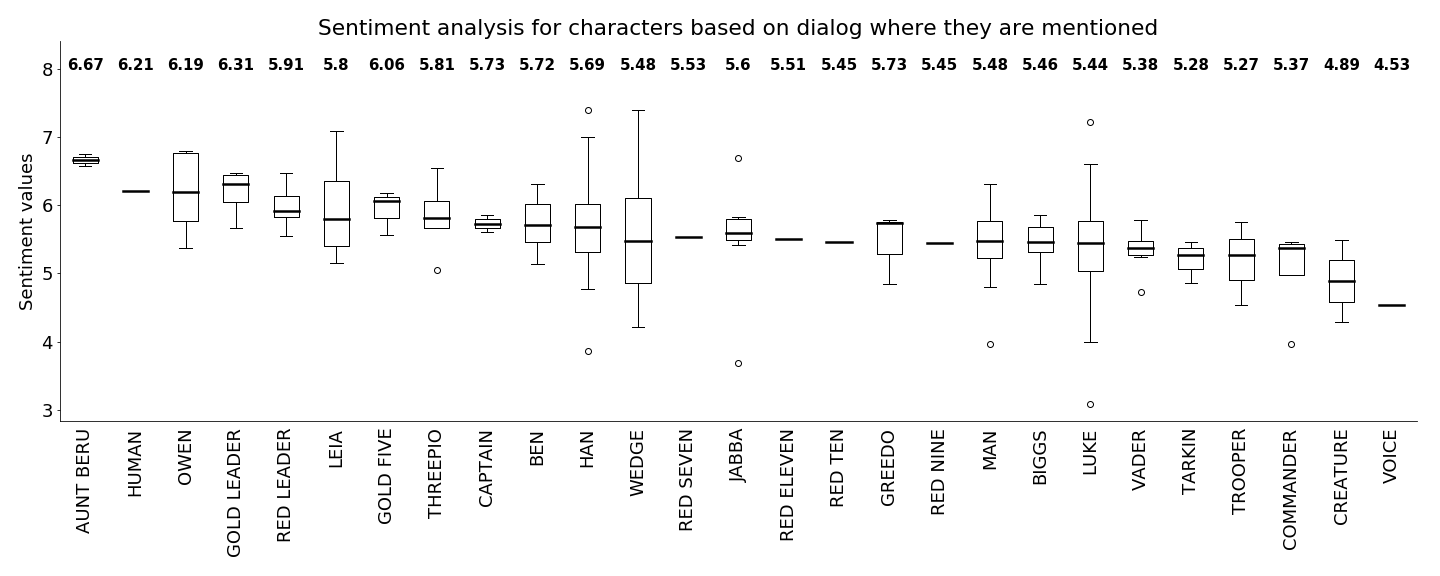 Sentiment analysis for characters based on dialog where they are mentioned
6.67 6.21 6.19 6.31 5.91 5.8 6.06 5.81 5.73 5.72 5.69 5.48 5.53 5.6 5.51 5.45 5.73 5.45 5.48 5.46 5.44 5.38 5.28 5.27 5.37 4.89 4.53
Sentiment values
8
7
6
5
4
3
AUNT BERU
HUMAN
OWEN
GOLD LEADER
RED LEADER
LEIA
GOLD FIVE
THREEPIO
CAPTAIN
BEN
HAN
WEDGE
RED SEVEN
JABBA
RED ELEVEN
RED TEN
GREEDO
RED NINE
MAN
BIGGS
LUKE
VADER
TARKIN
TROOPER
COMMANDER
CREATURE
VOICE